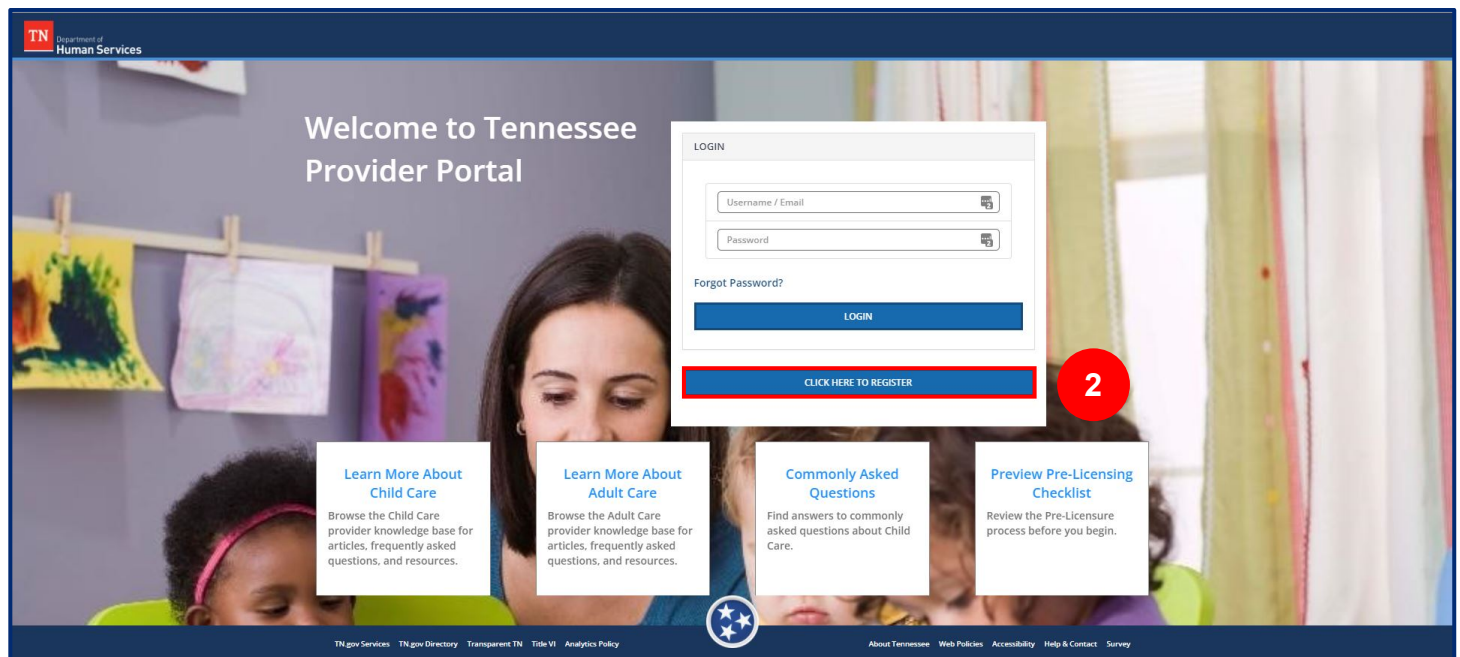 TN
Department of
Human Services
Welcome to Tennessee
Provider Portal
LOGIN
Username / Email
Password
Forgot Password?
LOGIN
CLICK HERE TO REGISTER
2
Learn More About
Child Care
Browse the Child Care
provider knowledge base for
articles, frequently asked
questions, and resources.
Learn More About
Adult Care
Browse the Adult Care
provider knowledge base for
articles, frequently asked
questions, and resources.
Commonly Asked
Questions
Find answers to commonly
asked questions about Child
Care.
Preview Pre-Licensing
Checklist
Review the Pre-Licensure
process before you begin.
TN.gov Services TN.gov Directory Transparent TN Title VI Analytics Policy
About Tennessee Web Policies Accessibility Help & Contact Survey